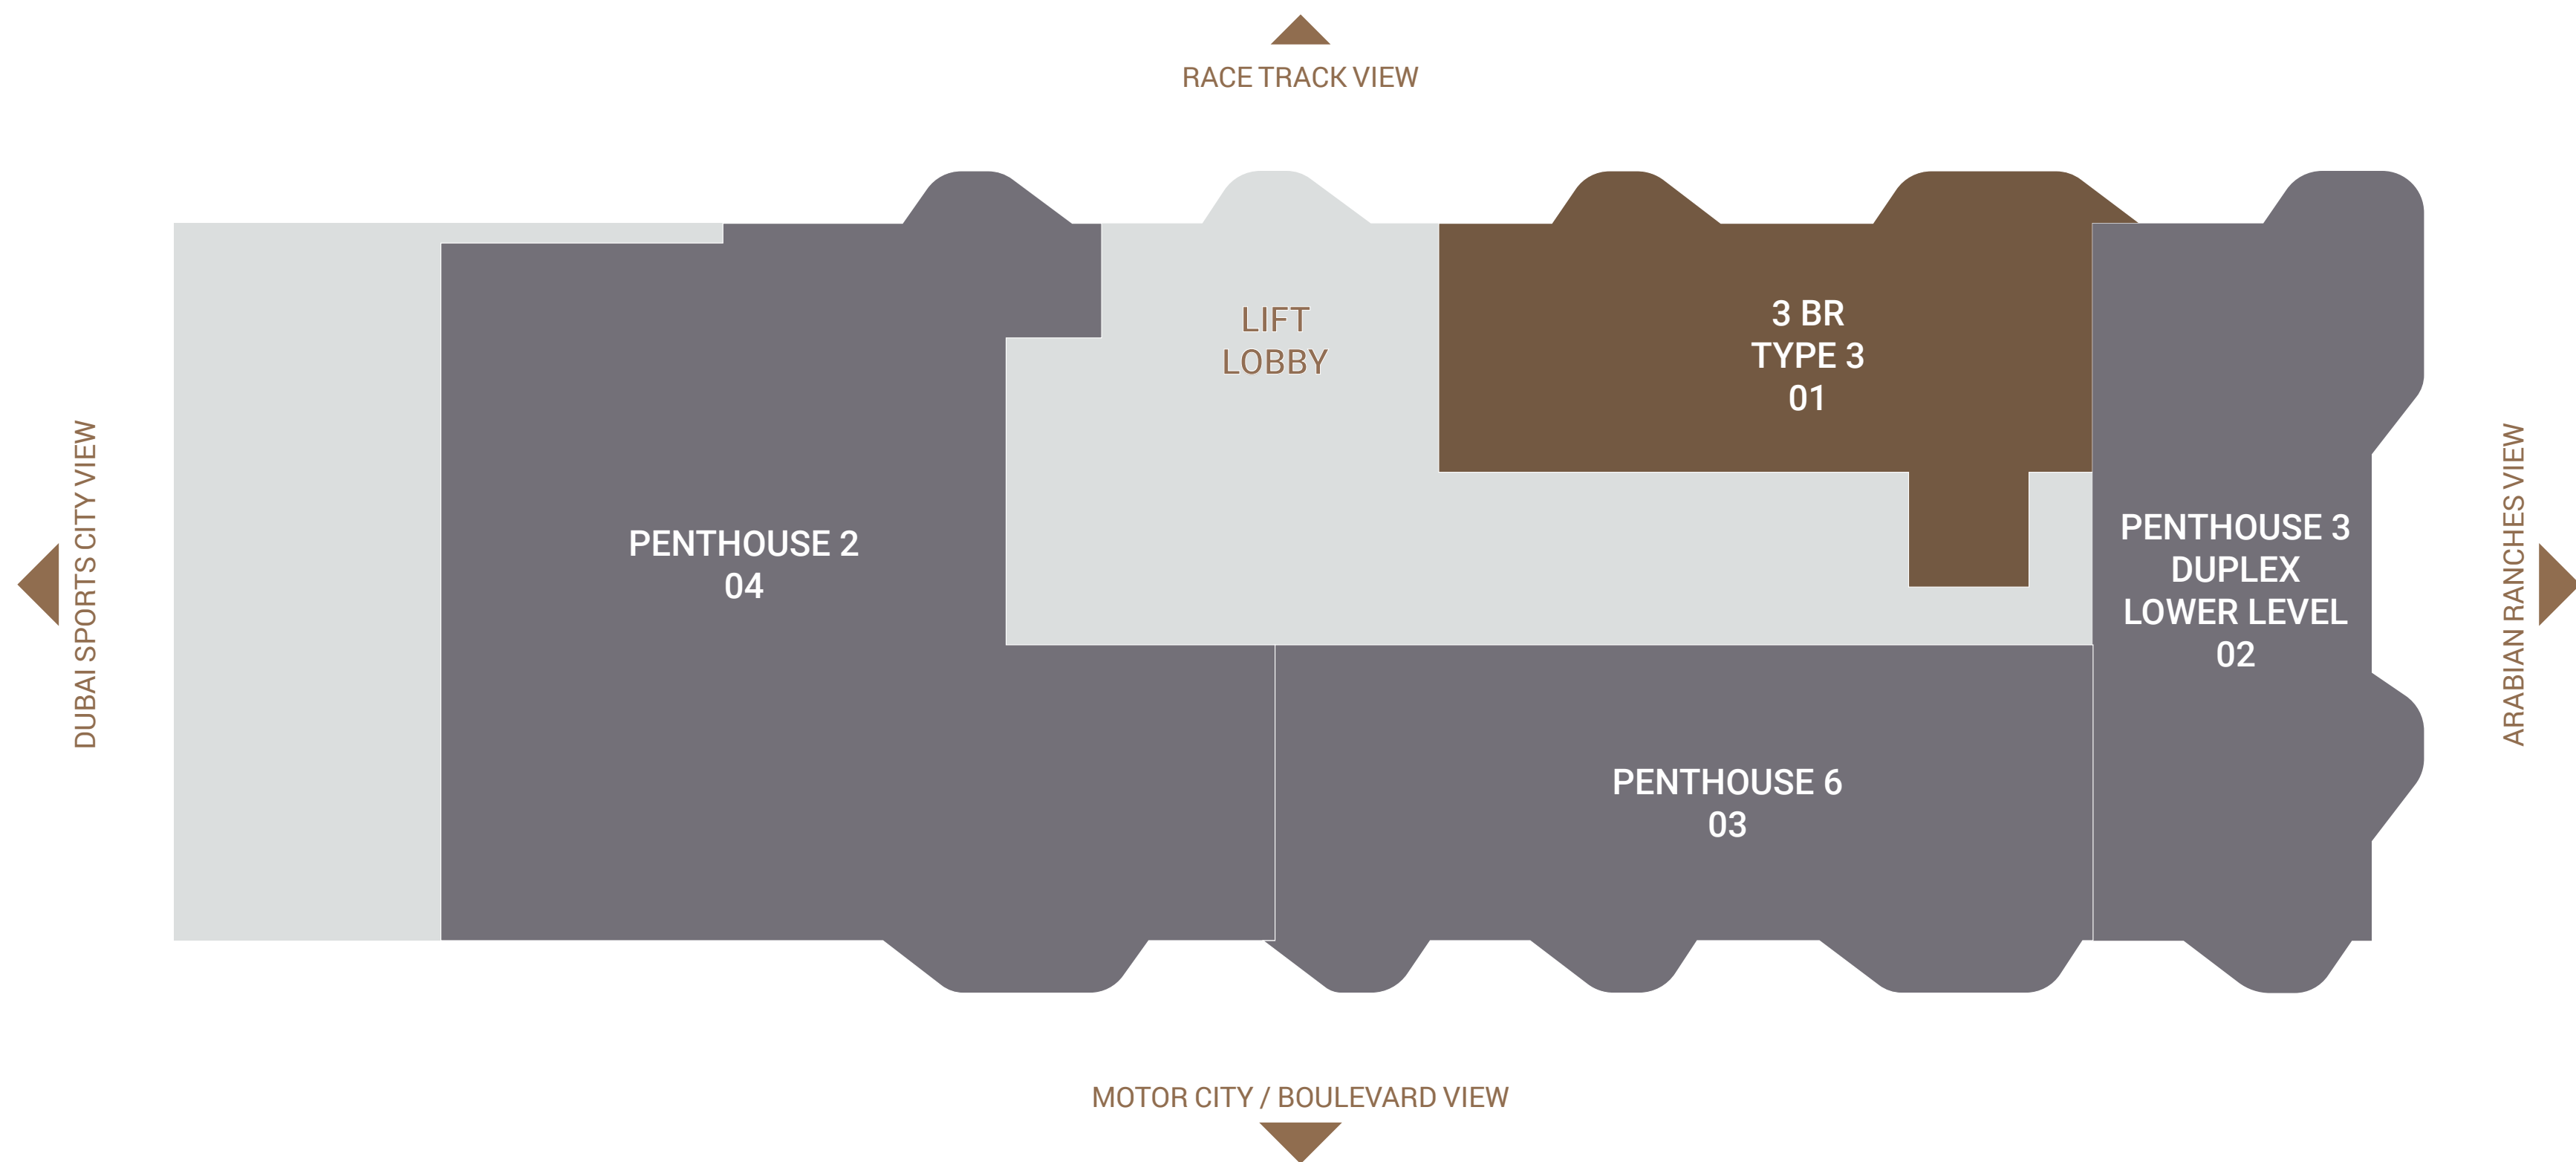 RACE TRACK VIEW
LIFT
LOBBY
3 BR
TYPE 3
01
DUBAI SPORTS CITY VIEW
PENTHOUSE 2
04
PENTHOUSE 3
DUPLEX
LOWER LEVEL
02
ARABIAN RANCHES VIEW
PENTHOUSE 6
03
MOTOR CITY / BOULEVARD VIEW